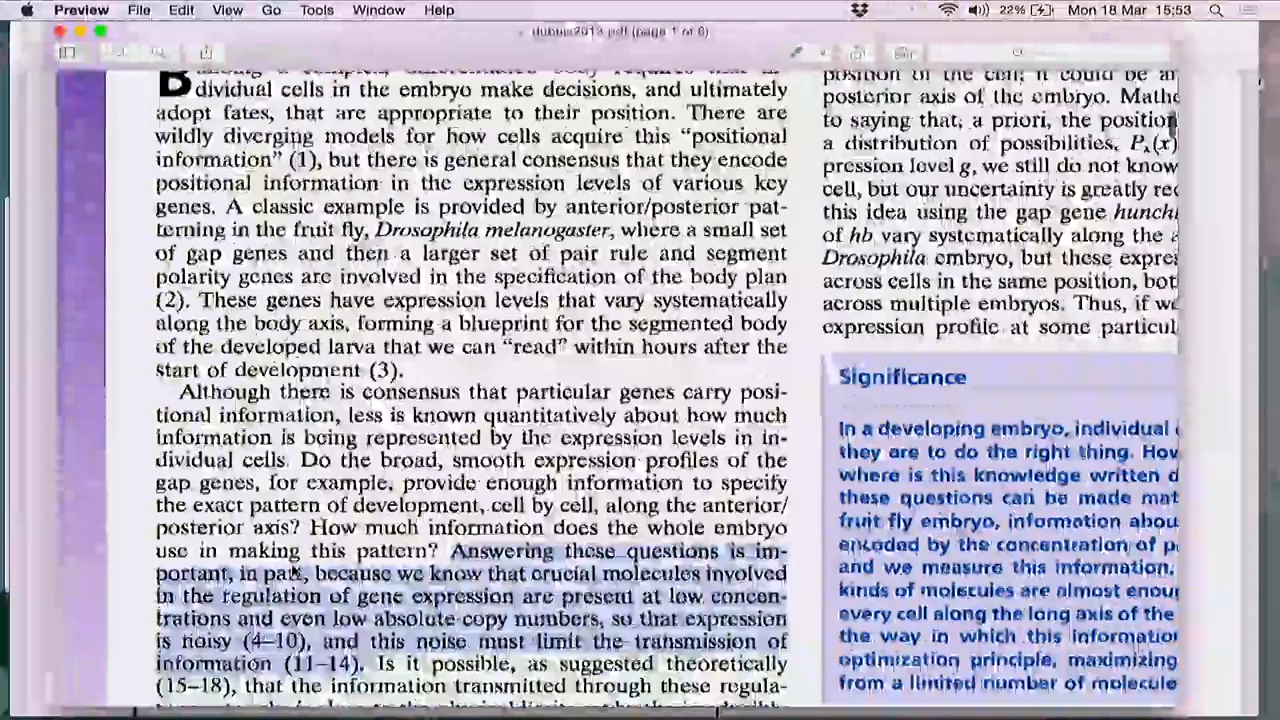 Preview File Edit View Go Tools Window Help 22% Mon 18 Mar 15:53
dubuis2013.pdf (page 1 of 8)
dividual cells in the embryo make decisions, and ultimately
adopt fates, that are appropriate to their position. There are
wildly diverging models for how cells acquire this “positional
information” (1), but there is general consensus that they encode
positional information in the expression levels of various key
genes. A classic example is provided by anterior/posterior pat-
terning in the fruit fly, Drosophila melanogaster, where a small set
of gap genes and then a larger set of pair rule and segment
polarity genes are involved in the specification of the body plan
(2). These genes have expression levels that vary systematically
along the body axis, forming a blueprint for the segmented body
of the developed larva that we can “read” within hours after the
start of development (3).
Although there is consensus that particular genes carry posi-
tional information, less is known quantitatively about how much
information is being represented by the expression levels in in-
dividual cells. Do the broad, smooth expression profiles of the
gap genes, for example, provide enough information to specify
the exact pattern of development, cell by cell, along the anterior/
posterior axis? How much information does the whole embryo
use in making this pattern? Answering these questions is im-
portant, in part, because we know that crucial molecules involved
in the regulation of gene expression are present at low concen-
trations and even low absolute copy numbers, so that expression
is noisy (4–10), and this noise must limit the transmission of
information (11–14). Is it possible, as suggested theoretically
(15–18), that the information transmitted through these regula-
position of the cell; it could be
posterior axis of the embryo. Mathe
to saying that, a priori, the position
a distribution of possibilities, Pₓ(x)
pression level g, we still do not know
cell, but our uncertainty is greatly rec
this idea using the gap gene hunch
of hb vary systematically along the
Drosophila embryo, but these expre
across cells in the same position, bot
across multiple embryos. Thus, if we
expression profile at some particul
Significance
In a developing embryo, individual
they are to do the right thing. How
where is this knowledge written d
these questions can be made mat
fruit fly embryo, information abou
encoded by the concentration of p
and we measure this information,
kinds of molecules are almost enou
every cell along the long axis of the
the way in which this information
optimization principle, maximizing
from a limited number of molecule